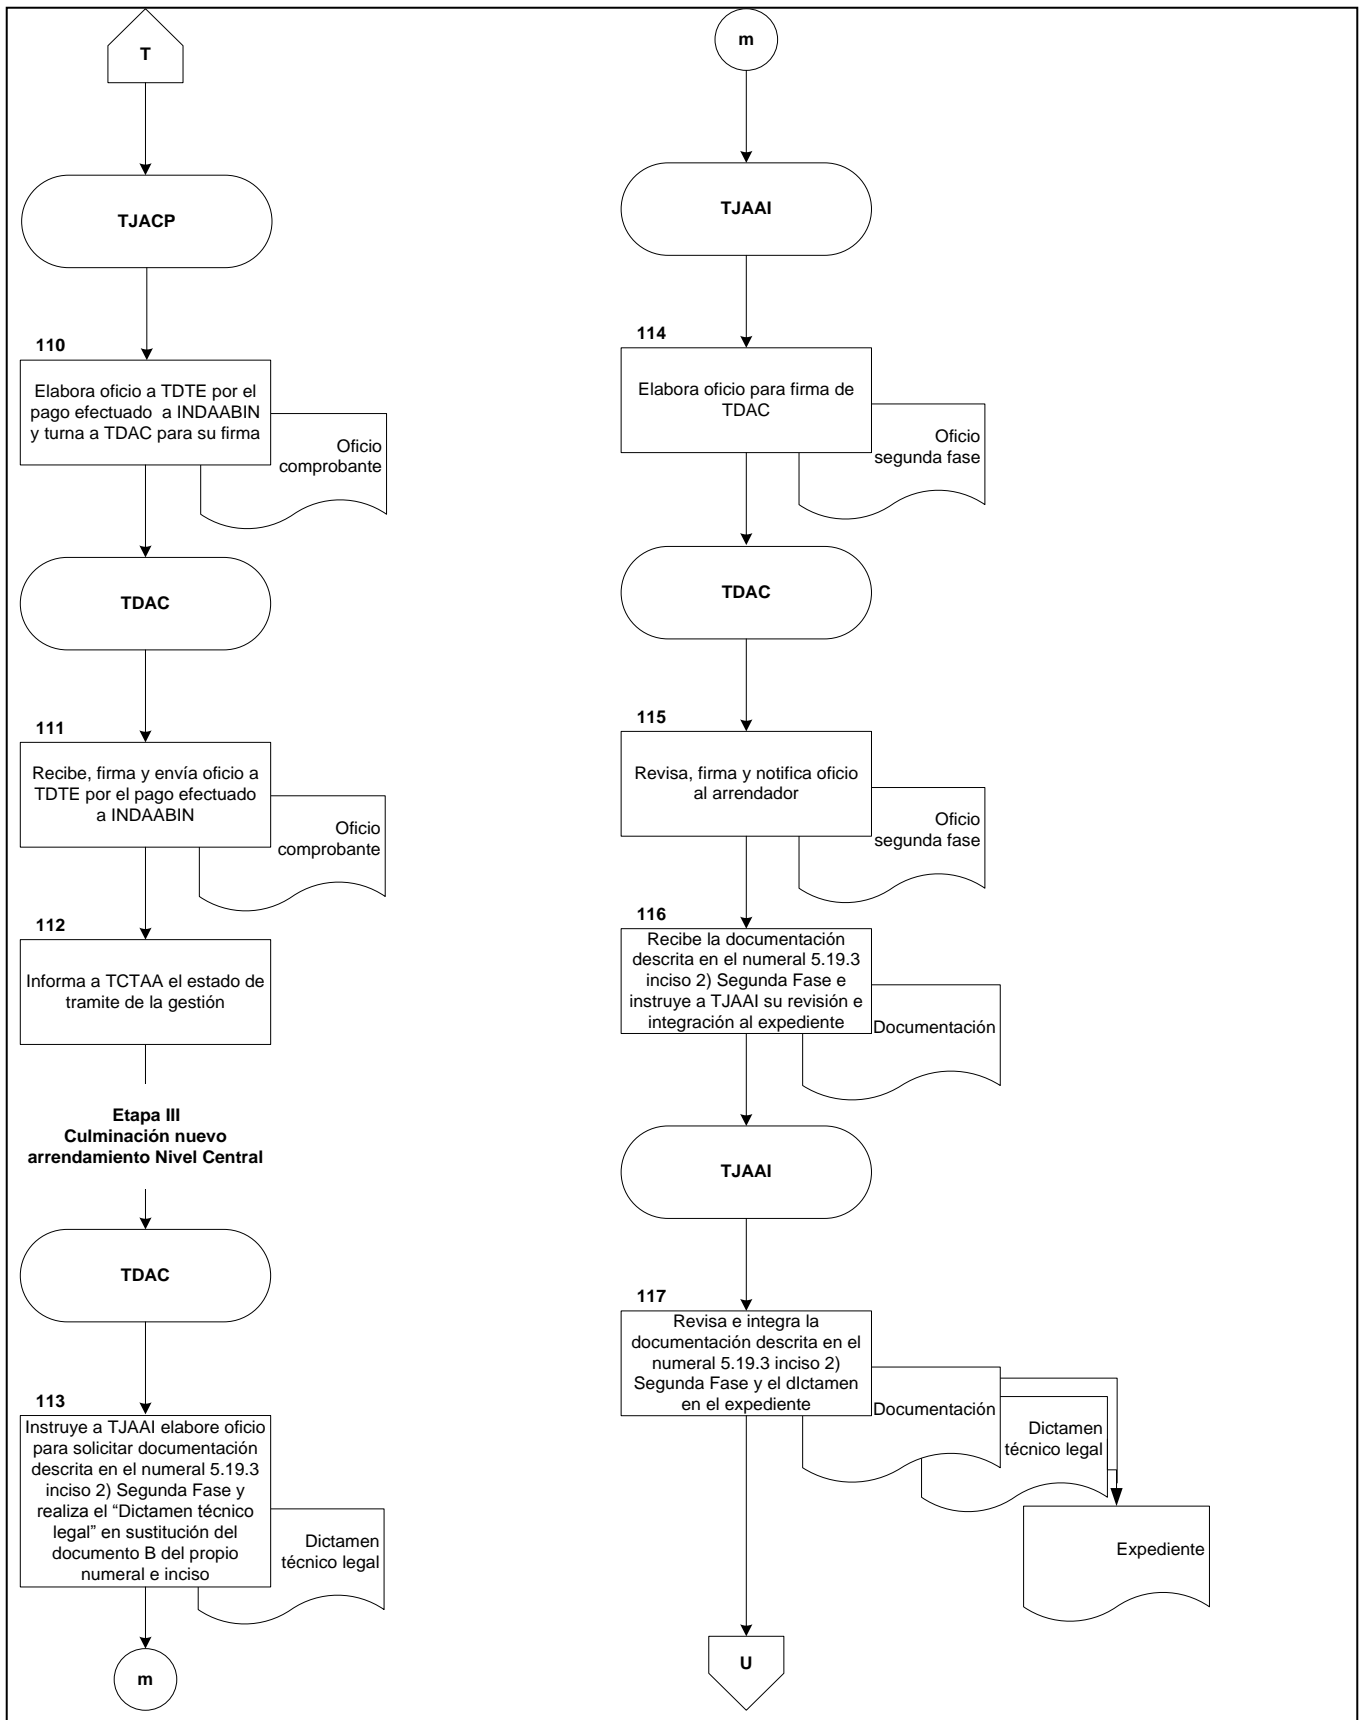 T
TJACP
110
Elabora oficio a TDTE por el
pago efectuado a INDAABIN
y turna a TDAC para su firma
Oficio
comprobante
TDAC
111
Recibe, firma y envía oficio a
TDTE por el pago efectuado
a INDAABIN
Oficio
comprobante
112
Informa a TCTAA el estado de
tramite de la gestión
Etapa III
Culminación nuevo
arrendamiento Nivel Central
TDAC
113
Instruye a TJAAI elabore oficio
para solicitar documentación
descrita en el numeral 5.19.3
inciso 2) Segunda Fase y
realiza el “Dictamen técnico
legal” en sustitución del
documento B del propio
numeral e inciso
Dictamen
técnico legal
m
m
TJAAI
114
Elabora oficio para firma de
TDAC
Oficio
segunda fase
TDAC
115
Revisa, firma y notifica oficio
al arrendador
Oficio
segunda fase
116
Recibe la documentación
descrita en el numeral 5.19.3
inciso 2) Segunda Fase e
instruye a TJAAI su revisión e
integración al expediente
Documentación
TJAAI
117
Revisa e integra la
documentación descrita en el
numeral 5.19.3 inciso 2)
Segunda Fase y el dIctamen
en el expediente
Documentación
Dictamen
técnico legal
Expediente
U